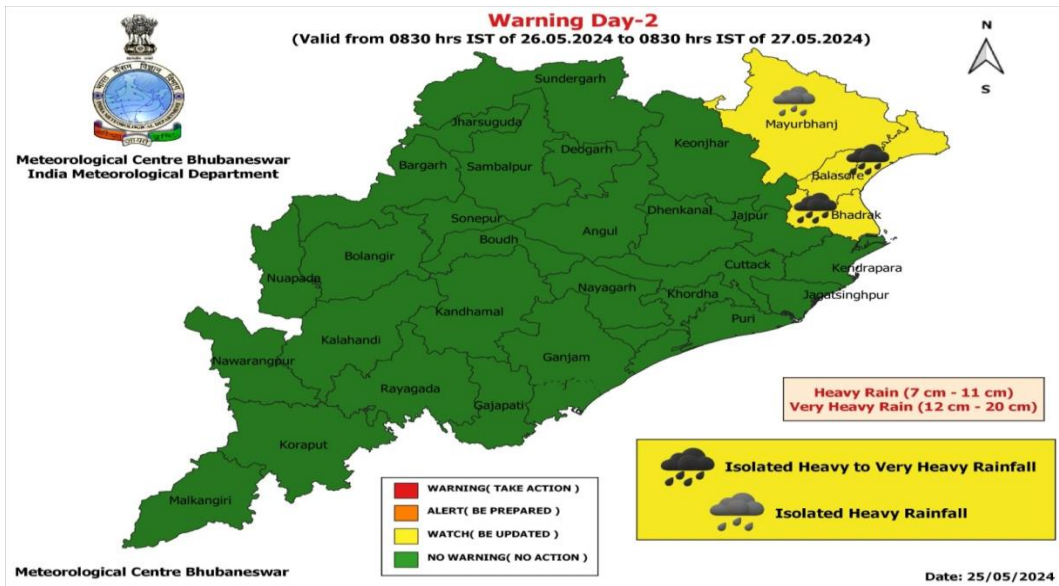 Warning Day-2
(Valid from 0830 hrs IST of 26.05.2024 to 0830 hrs IST of 27.05.2024)
N
S
INDIA METEOROLOGICAL DEPARTMENT
Meteorological Centre Bhubaneswar
India Meteorological Department
Sundergarh
Mayurbhanj
Jharsuguda
Keonjhar
Deogarh
Bargarh
Sambalpur
Balasore
Sonepur
Dhenkanal
Jajpur
Bhadrak
Angul
Boudh
Bolangir
Cuttack
Kendrapara
Nuapada
Nayagarh
Khordha
Jagatsinghpur
Kandhamal
Puri
Kalahandi
Nawarangpur
Ganjam
Rayagada
Gajapati
Koraput
Malkangiri
Heavy Rain (7 cm - 11 cm)
Very Heavy Rain (12 cm - 20 cm)
Isolated Heavy to Very Heavy Rainfall
Isolated Heavy Rainfall
WARNING( TAKE ACTION )
ALERT( BE PREPARED )
WATCH( BE UPDATED )
NO WARNING( NO ACTION )
Meteorological Centre Bhubaneswar
Date: 25/05/2024